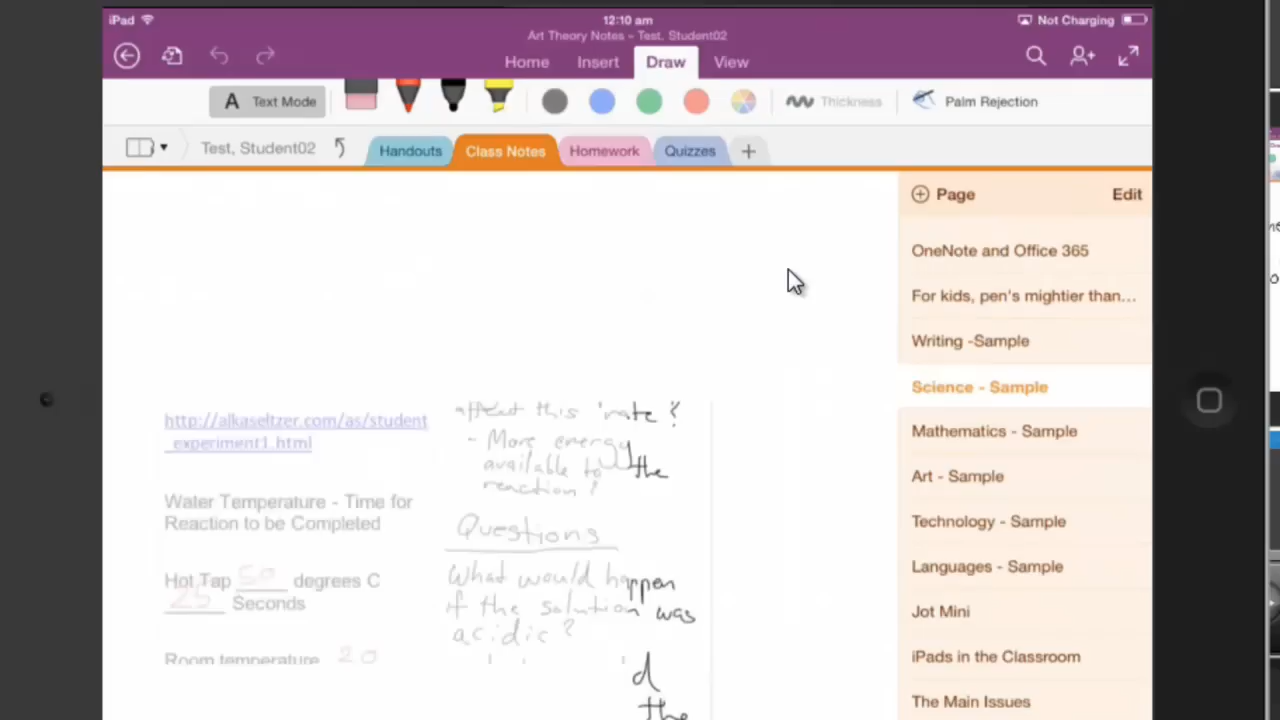 iPad
12:10 am
Not Charging
Art Theory Notes - Test, Student02
Home Insert Draw View
A Text Mode
Thickness
Palm Rejection
Test, Student02
Handouts Class Notes Homework Quizzes +
Page Edit
OneNote and Office 365
For kids, pen's mightier than...
Writing -Sample
Science - Sample
Mathematics - Sample
Art - Sample
Technology - Sample
Languages - Sample
Jot Mini
iPads in the Classroom
The Main Issues
http://alkaseltzer.com/as/student
_experiment1.html
Water Temperature - Time for
Reaction to be Completed
Hot Tap 50 degrees C
25 Seconds
Room temperature 20
affect this rate?
- More energy
available to the
reaction?
Questions
What would happen
if the solution was
acidic?
d
the